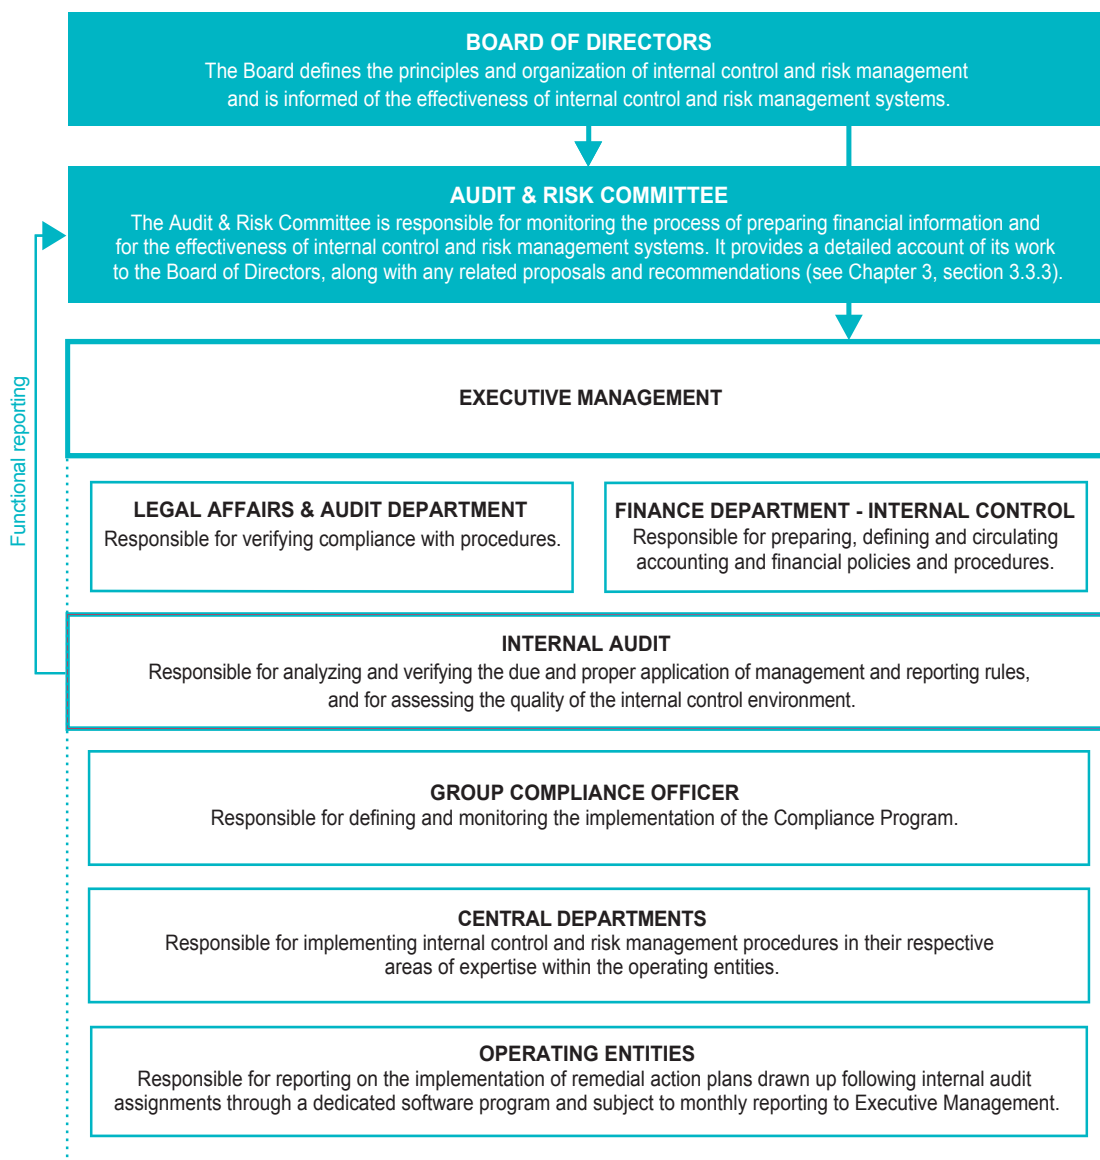 BOARD OF DIRECTORS
The Board defines the principles and organization of internal control and risk management
and is informed of the effectiveness of internal control and risk management systems.
AUDIT & RISK COMMITTEE
The Audit & Risk Committee is responsible for monitoring the process of preparing financial information and
for the effectiveness of internal control and risk management systems. It provides a detailed account of its work
to the Board of Directors, along with any related proposals and recommendations (see Chapter 3, section 3.3.3).
Functional reporting
EXECUTIVE MANAGEMENT
LEGAL AFFAIRS & AUDIT DEPARTMENT
Responsible for verifying compliance with procedures.
FINANCE DEPARTMENT - INTERNAL CONTROL
Responsible for preparing, defining and circulating
accounting and financial policies and procedures.
INTERNAL AUDIT
Responsible for analyzing and verifying the due and proper application of management and reporting rules,
and for assessing the quality of the internal control environment.
GROUP COMPLIANCE OFFICER
Responsible for defining and monitoring the implementation of the Compliance Program.
CENTRAL DEPARTMENTS
Responsible for implementing internal control and risk management procedures in their respective
areas of expertise within the operating entities.
OPERATING ENTITIES
Responsible for reporting on the implementation of remedial action plans drawn up following internal audit
assignments through a dedicated software program and subject to monthly reporting to Executive Management.